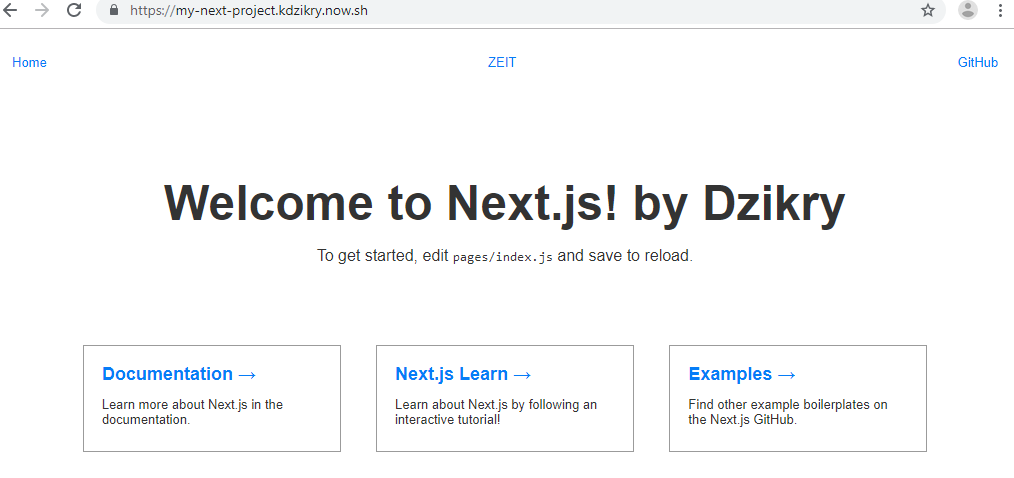 https://my-next-project.kdzikry.now.sh
Home ZEIT GitHub
Welcome to Next.js! by Dzikry
To get started, edit pages/index.js and save to reload.
Documentation →
Learn more about Next.js in the
documentation.
Next.js Learn →
Learn about Next.js by following an
interactive tutorial!
Examples →
Find other example boilerplates on
the Next.js GitHub.